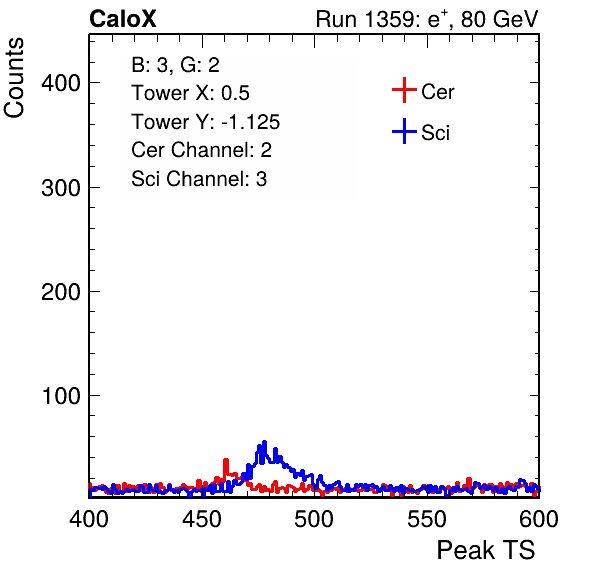 CaloX Run 1359: e⁺, 80 GeV
Counts
B: 3, G: 2
Tower X: 0.5
Tower Y: -1.125
Cer Channel: 2
Sci Channel: 3
Cer
Sci
400
300
200
100
400 450 500 550 600
Peak TS